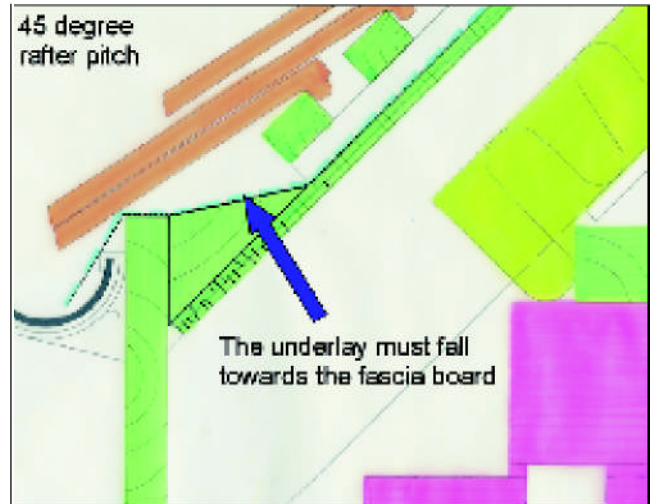 45 degree
rafter pitch
The underlay must fall
towards the fascia board